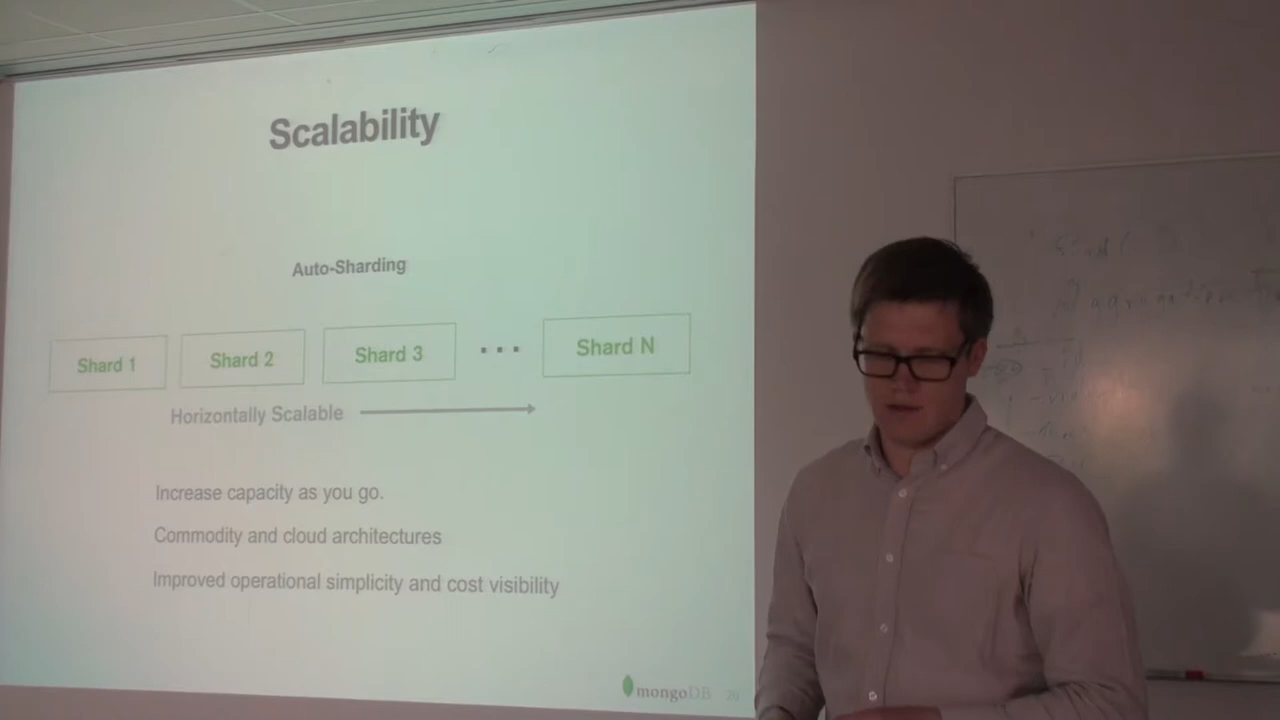 Scalability
Auto-Sharding
Shard 1
Shard 2
Shard 3
...
Shard N
Horizontally Scalable
Increase capacity as you go.
Commodity and cloud architectures
Improved operational simplicity and cost visibility
mongoDB